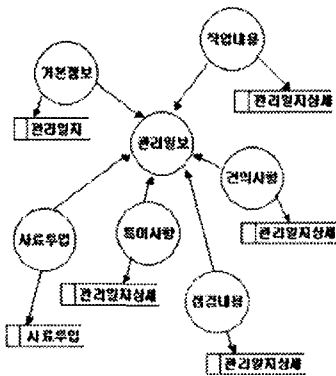 작업내용
기본정보
관리일지상세
관리일지
관리일보
건의사항
사료투입
특이사항
관리일지상세
관리일지상세
점검내용
사료투입
관리일지상세